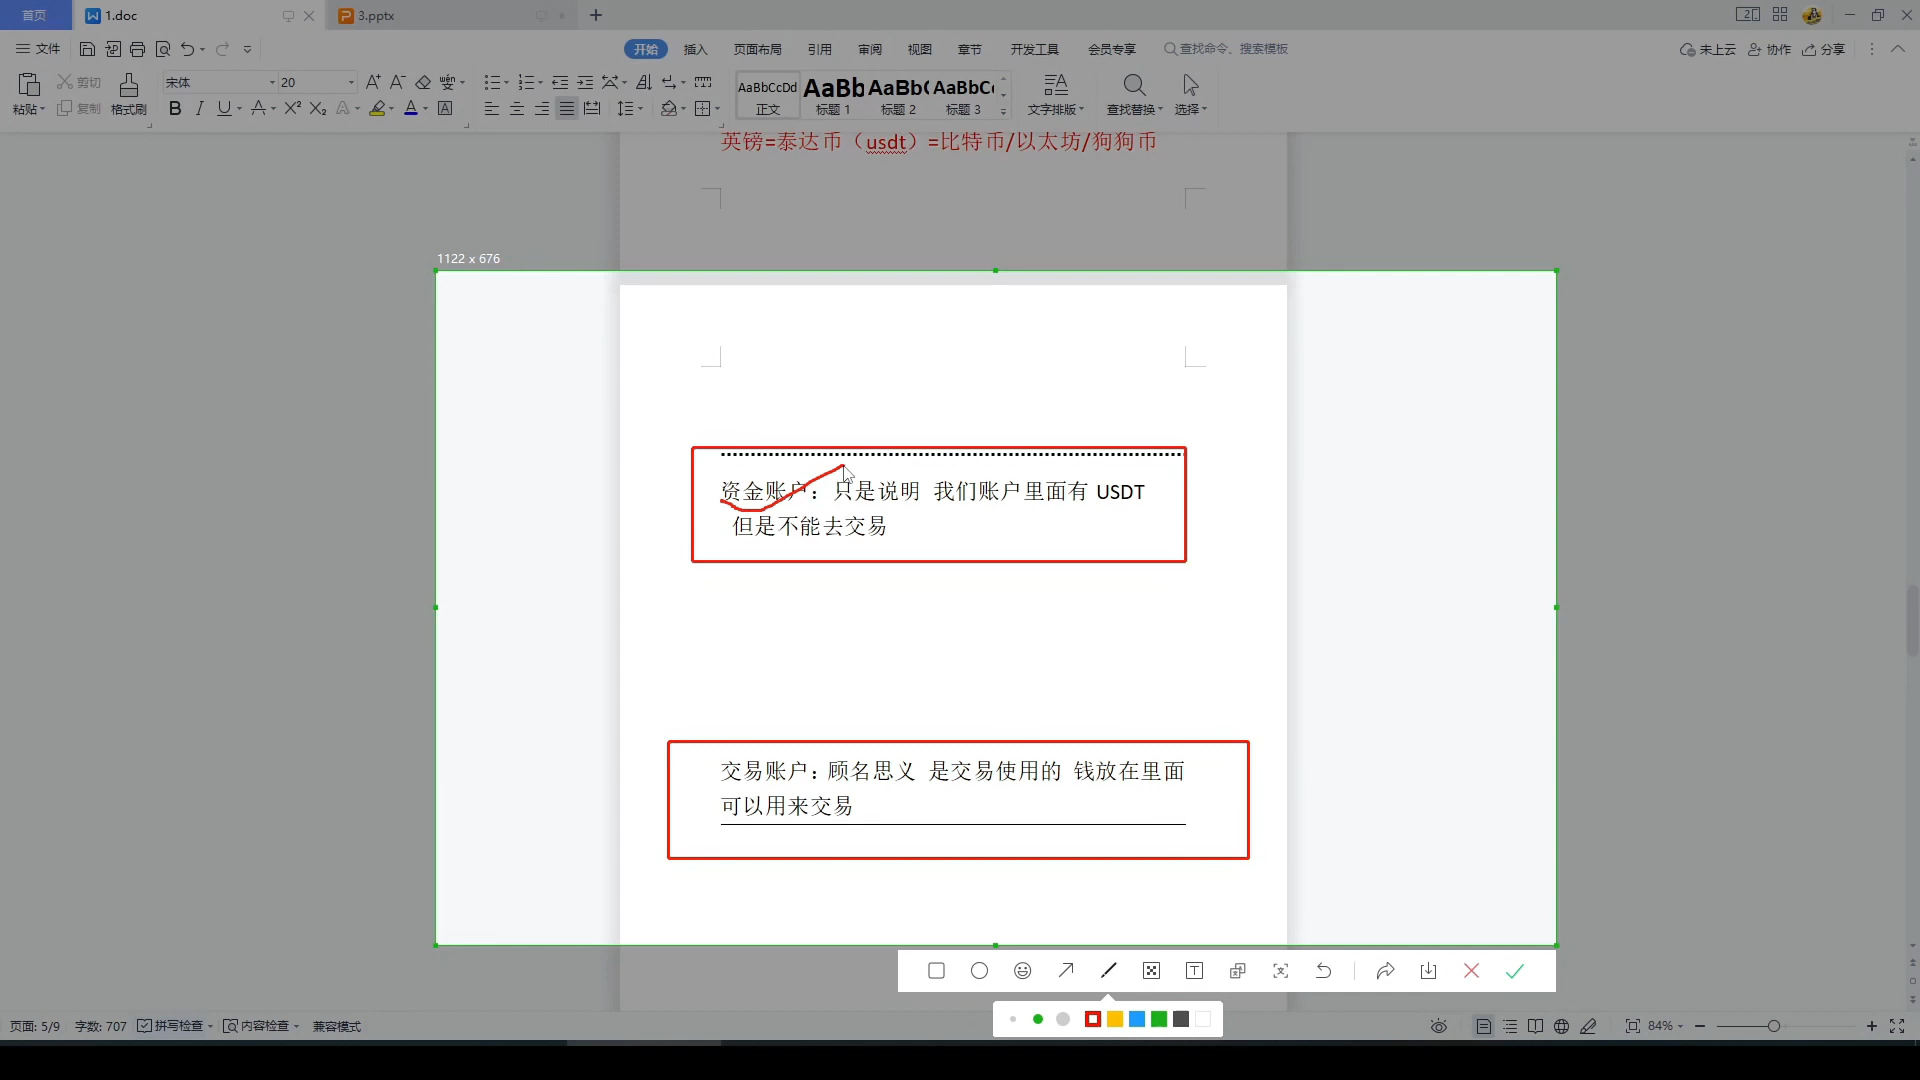 首页
1.doc
3.pptx
文件
开始
插入
页面布局
引用
审阅
视图
章节
开发工具
会员专享
查找命令、搜索模板
未上云
协作
分享
粘贴
剪切
复制
格式刷
宋体
20
AaBbCcDd
正文
AaBb
标题 1
AaBb(
标题 2
AaBbC(
标题 3
文字排版
查找替换
选择
英镑=泰达币（usdt）=比特币/以太坊/狗狗币
1122 x 676
资金账户：只是说明 我们账户里面有 USDT
但是不能去交易
交易账户：顾名思义 是交易使用的 钱放在里面
可以用来交易
页面: 5/9
字数: 707
拼写检查
内容检查
兼容模式
84%